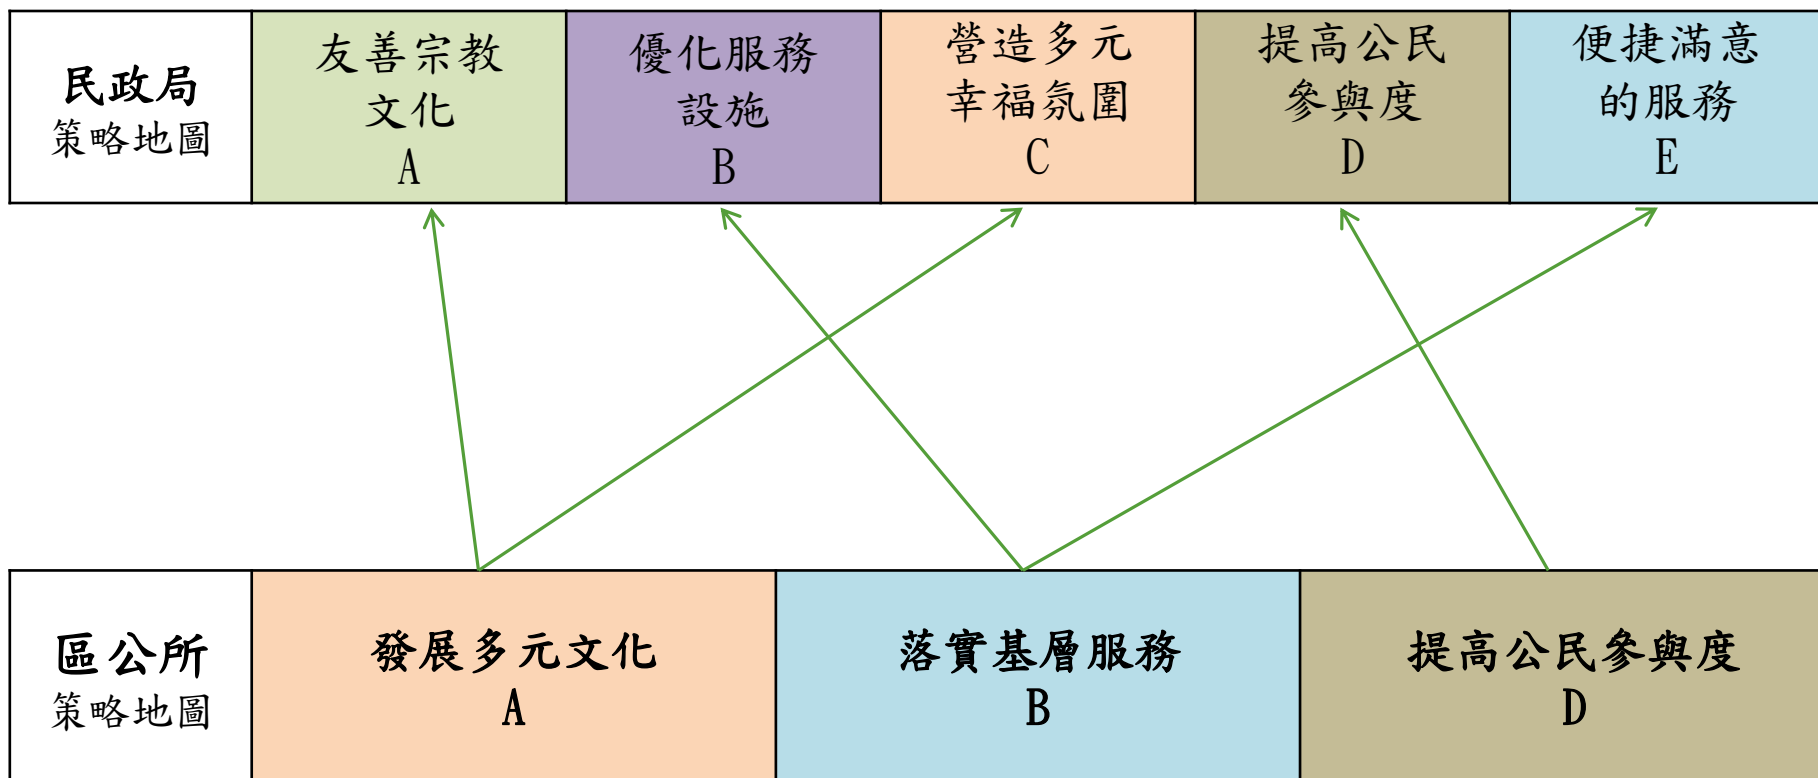 民政局
策略地圖
友善宗教
文化
A
優化服務
設施
B
營造多元
幸福氛圍
C
提高公民
參與度
D
便捷滿意
的服務
E
區公所
策略地圖
發展多元文化
A
落實基層服務
B
提高公民參與度
D